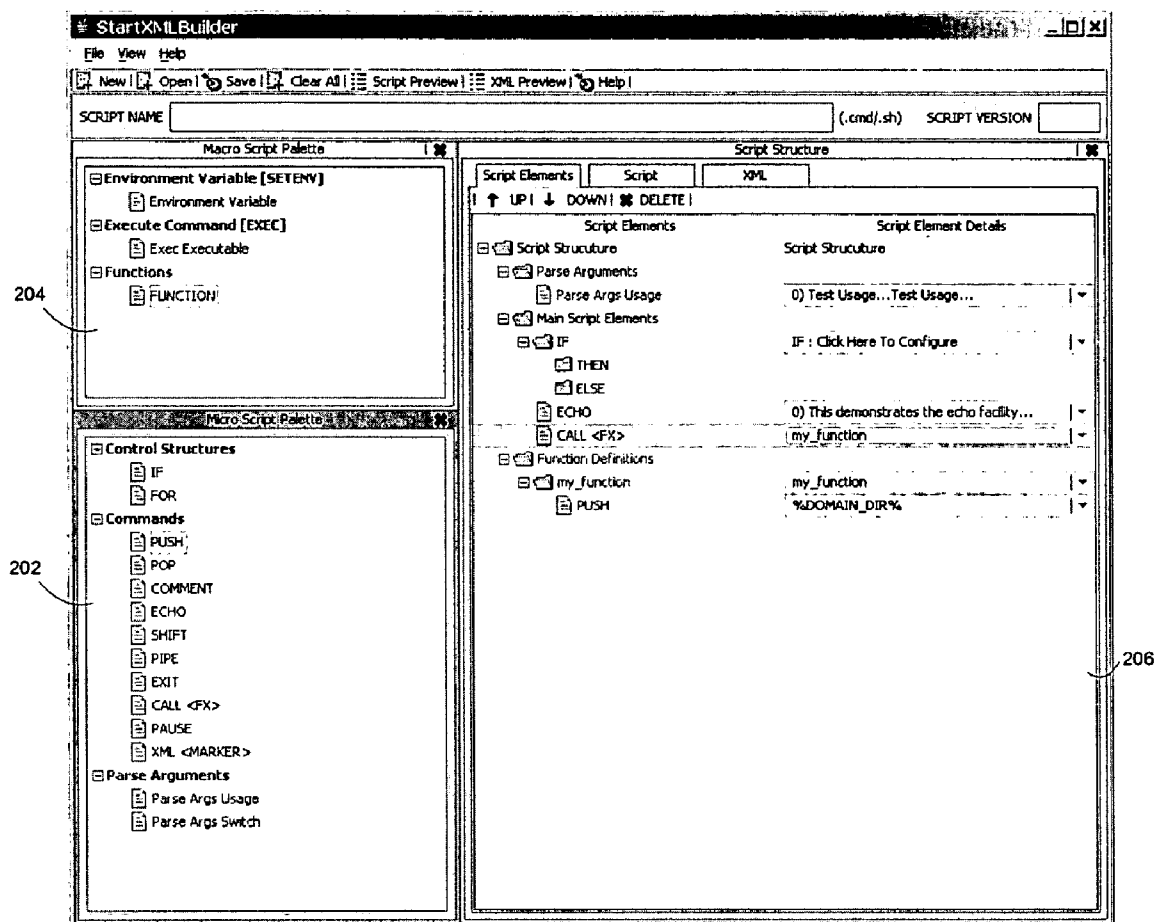 StartXMLBuilder
File View Help
New | Open | Save | Clear All | Script Preview | XML Preview | Help |
SCRIPT NAME (.cmd/.sh) SCRIPT VERSION
Macro Script Palette
Environment Variable [SETENV]
Environment Variable
Execute Command [EXEC]
Exec Executable
Functions
FUNCTION
204
Micro Script Palette
Control Structures
IF
FOR
Commands
PUSH
POP
COMMENT
ECHO
SHIFT
PIPE
EXIT
CALL <FX>
PAUSE
XML <MARKER>
Parse Arguments
Parse Args Usage
Parse Args Switch
202
Script Structure
Script Elements Script XML
UP | DOWN | DELETE |
Script Elements Script Element Details
Script Strucuture Script Strucuture
Parse Arguments
Parse Args Usage 0) Test Usage...Test Usage...
Main Script Elements
IF IF : Click Here To Configure
THEN
ELSE
ECHO 0) This demonstrates the echo facility...
CALL <FX> my_function
Function Definitions
my_function my_function
PUSH %DOMAIN_DIR%
206